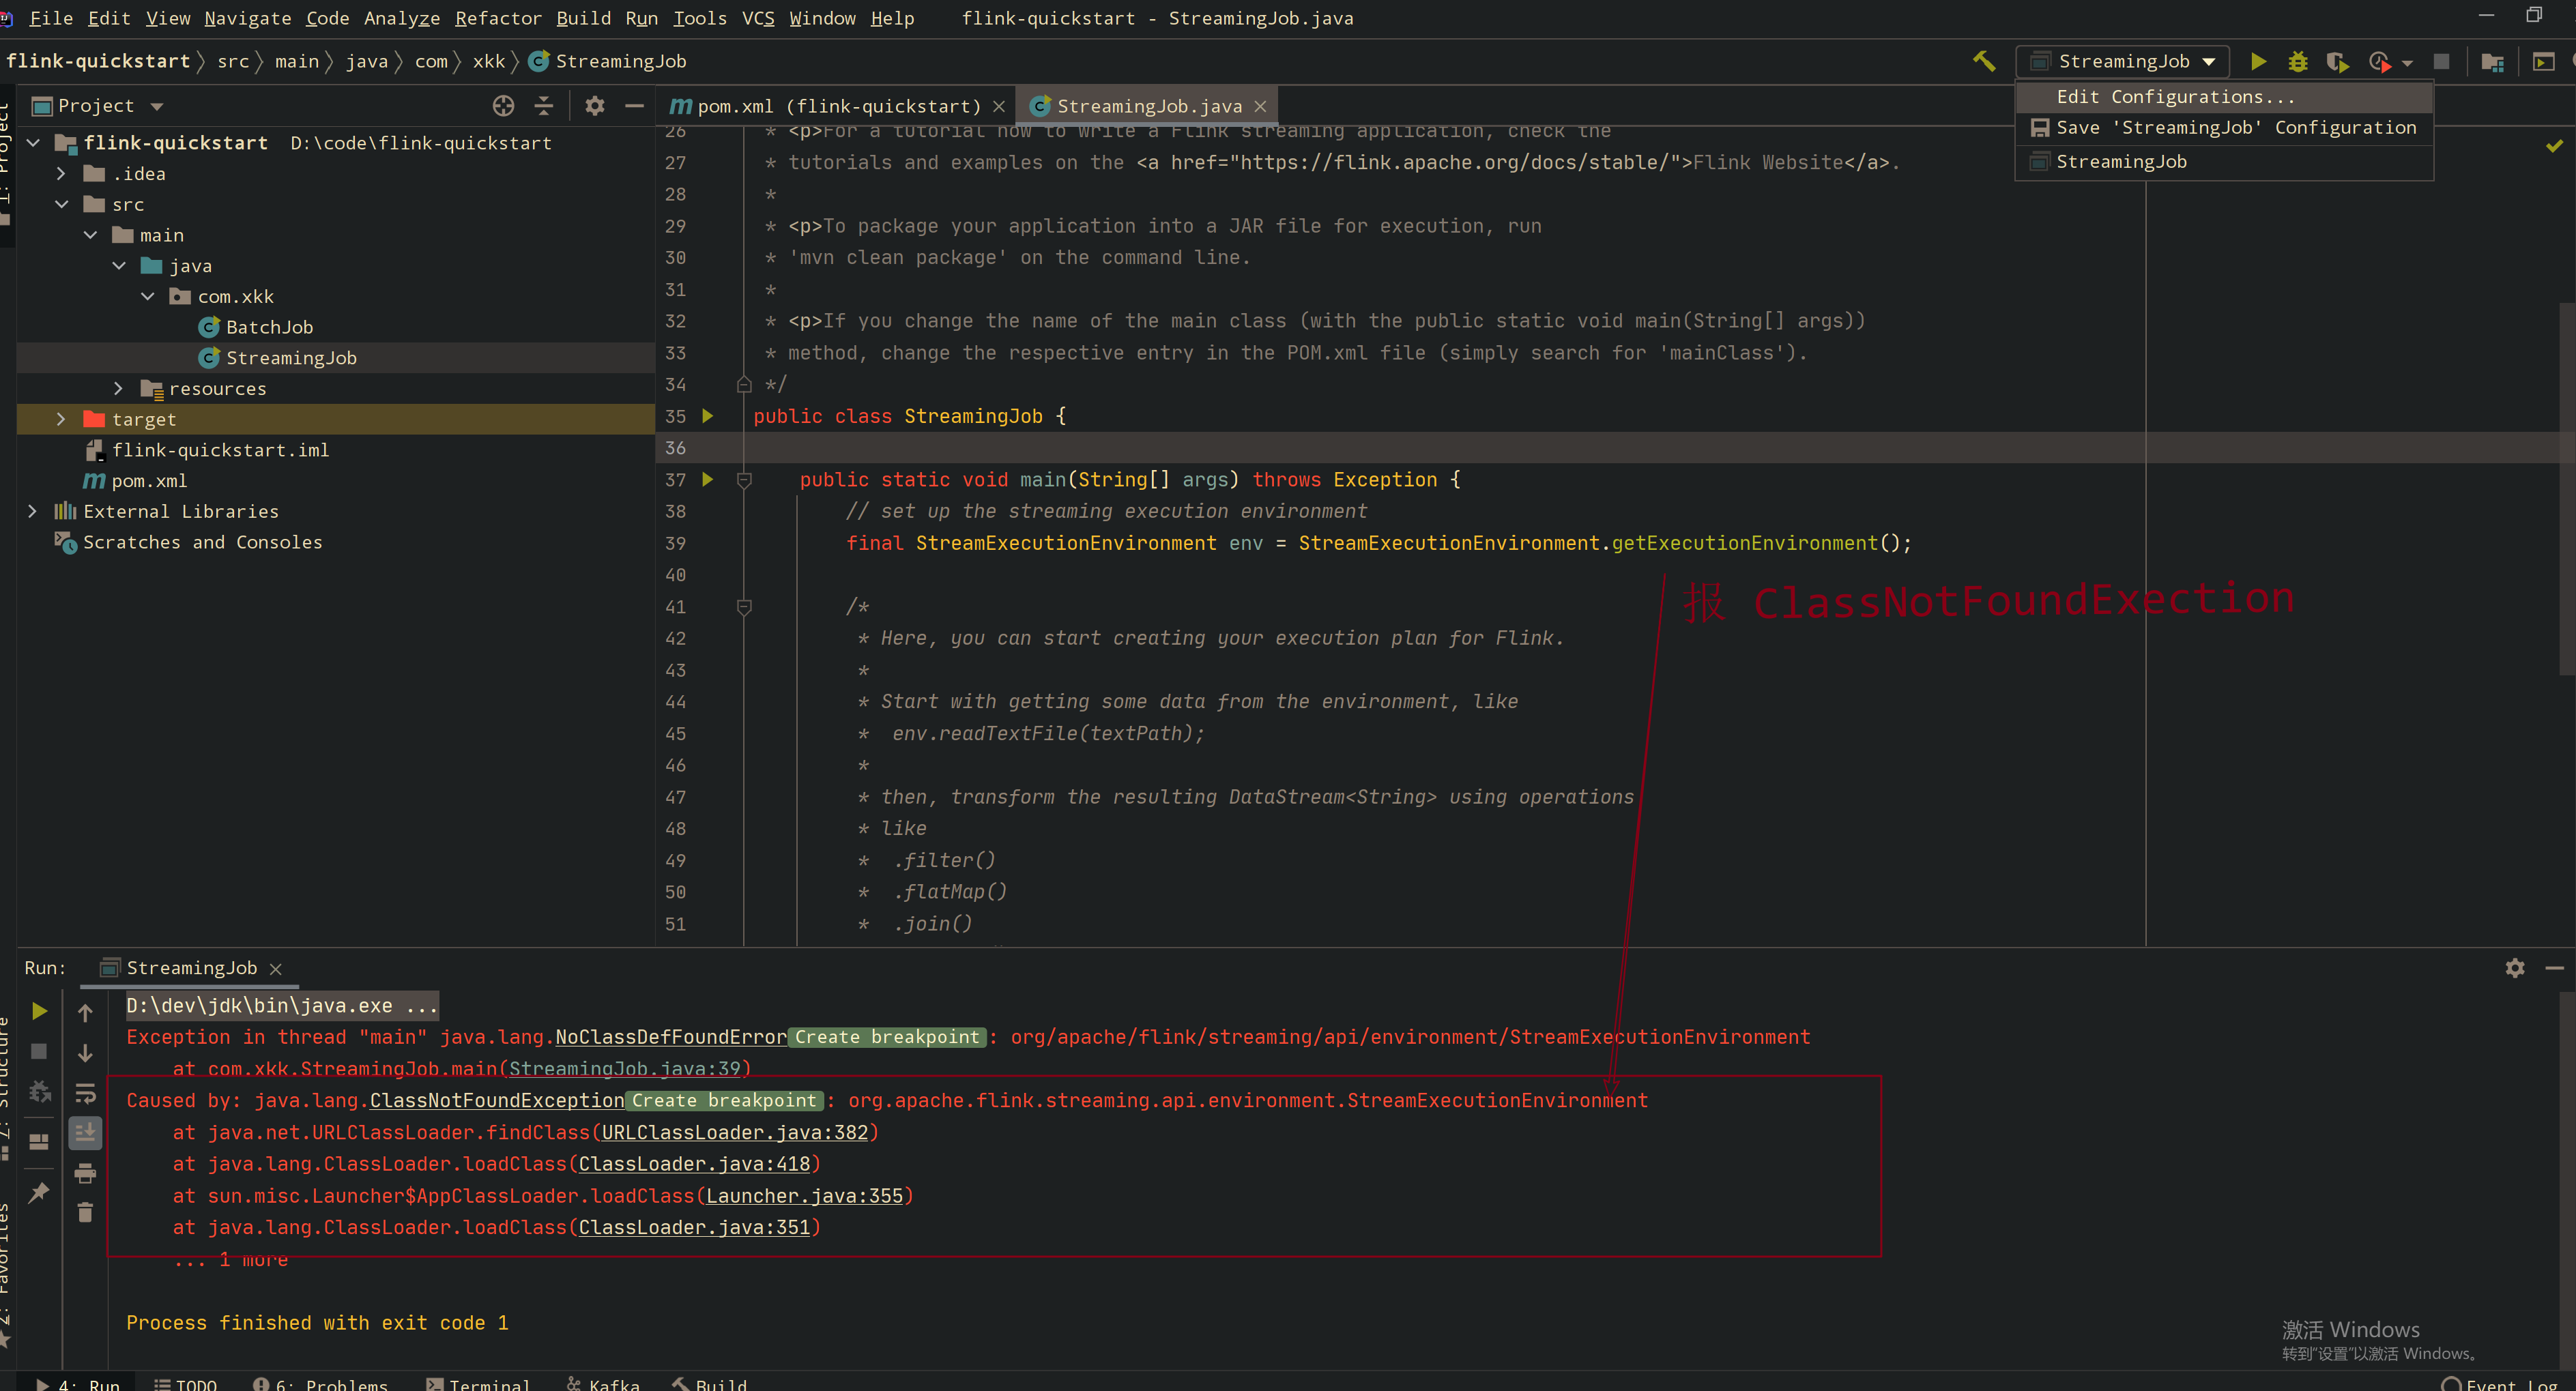 File Edit View Navigate Code Analyze Refactor Build Run Tools VCS Window Help flink-quickstart - StreamingJob.java
flink-quickstart src main java com xkk StreamingJob
StreamingJob
Edit Configurations...
Save 'StreamingJob' Configuration
StreamingJob
1: Project
Project
flink-quickstart D:\code\flink-quickstart
.idea
src
main
java
com.xkk
BatchJob
StreamingJob
resources
target
flink-quickstart.iml
pom.xml
External Libraries
Scratches and Consoles
pom.xml (flink-quickstart)
StreamingJob.java
26 * <p>For a tutorial how to write a Flink streaming application, check the
27 * tutorials and examples on the <a href="https://flink.apache.org/docs/stable/">Flink Website</a>.
28 *
29 * <p>To package your application into a JAR file for execution, run
30 * 'mvn clean package' on the command line.
31 *
32 * <p>If you change the name of the main class (with the public static void main(String[] args))
33 * method, change the respective entry in the POM.xml file (simply search for 'mainClass').
34 */
35 public class StreamingJob {
36
37 public static void main(String[] args) throws Exception {
38 // set up the streaming execution environment
39 final StreamExecutionEnvironment env = StreamExecutionEnvironment.getExecutionEnvironment();
40
41 /*
42 * Here, you can start creating your execution plan for Flink.
43 *
44 * Start with getting some data from the environment, like
45 * env.readTextFile(textPath);
46 *
47 * then, transform the resulting DataStream<String> using operations
48 * like
49 * .filter()
50 * .flatMap()
51 * .join()
报 ClassNotFoundExection
Run: StreamingJob
D:\dev\jdk\bin\java.exe ...
Exception in thread "main" java.lang.NoClassDefFoundError Create breakpoint : org/apache/flink/streaming/api/environment/StreamExecutionEnvironment
at com.xkk.StreamingJob.main(StreamingJob.java:39)
Caused by: java.lang.ClassNotFoundException Create breakpoint : org.apache.flink.streaming.api.environment.StreamExecutionEnvironment
at java.net.URLClassLoader.findClass(URLClassLoader.java:382)
at java.lang.ClassLoader.loadClass(ClassLoader.java:418)
at sun.misc.Launcher$AppClassLoader.loadClass(Launcher.java:355)
at java.lang.ClassLoader.loadClass(ClassLoader.java:351)
... 1 more
Process finished with exit code 1
7: Structure
2: Favorites
激活 Windows
转到"设置"以激活 Windows。
4: Run TODO 6: Problems Terminal Kafka Build Event Log